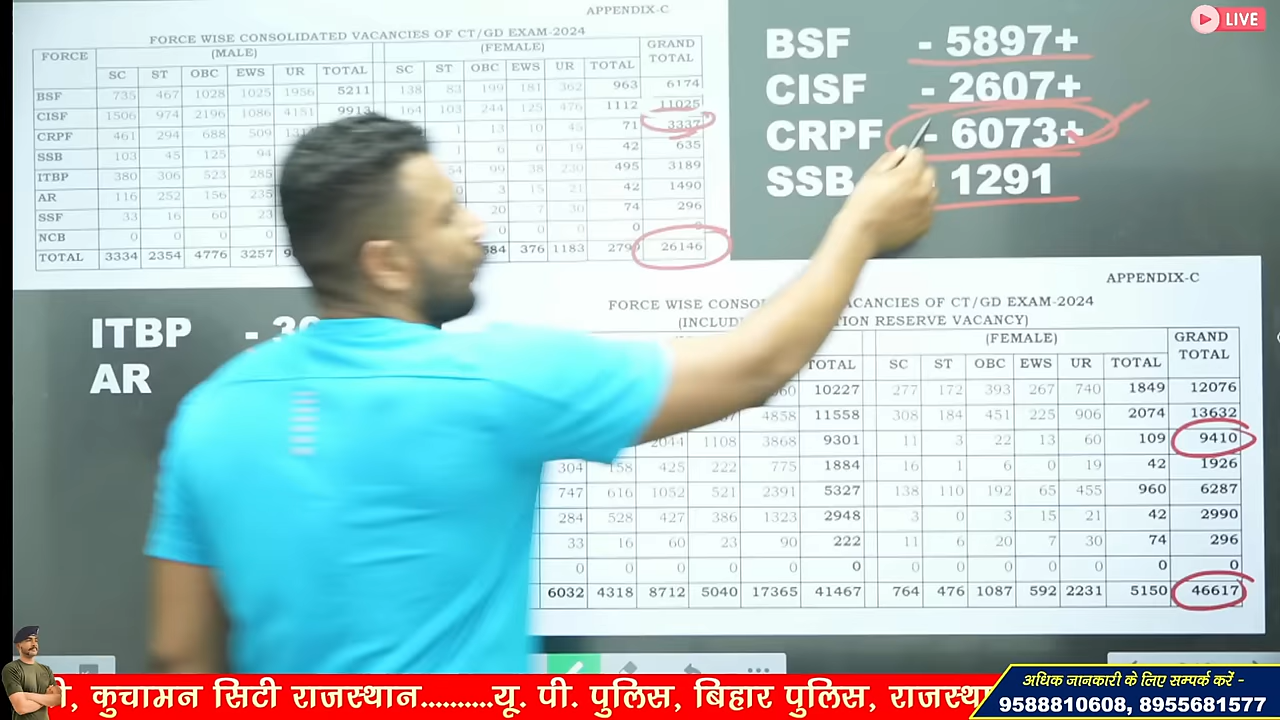 LIVE
APPENDIX-C
FORCE WISE CONSOLIDATED VACANCIES OF CT/GD EXAM-2024
FORCE (MALE) (FEMALE) GRAND TOTAL
SC ST OBC EWS UR TOTAL SC ST OBC EWS UR TOTAL
BSF 735 467 1028 1025 1956 5211 138 83 199 181 362 963 6174
CISF 1506 974 2196 1086 4151 9913 164 103 244 125 476 1112 11025
CRPF 461 294 688 509 1 13 10 45 71 3337
SSB 103 45 125 94 1 6 0 19 42 635
ITBP 380 306 523 285 54 99 38 230 495 3189
AR 116 252 156 235 0 3 15 21 42 1490
SSF 33 16 60 23 20 7 30 74 296
NCB 0 0 0 0 0 0 0 0
TOTAL 3334 2354 4776 3257 376 1183 26146
BSF - 5897+
CISF - 2607+
CRPF - 6073+
SSB - 1291
ITBP
AR
APPENDIX-C
FORCE WISE VACANCIES OF CT/GD EXAM-2024
RESERVE VACANCY)
(FEMALE) GRAND TOTAL
TOTAL SC ST OBC EWS UR TOTAL
10227 277 172 393 267 740 1849 12076
4858 11558 308 184 451 225 906 2074 13632
2044 1108 3868 9301 11 3 22 13 60 109 9410
304 158 425 222 775 1884 16 1 6 0 19 42 1926
747 616 1052 521 2391 5327 138 110 192 65 455 960 6287
284 528 427 386 1323 2948 3 0 3 15 21 42 2990
33 16 60 23 90 222 11 6 20 7 30 74 296
0 0 0 0 0 0 0 0 0 0 0 0 0
6032 4318 8712 5040 17365 41467 764 476 1087 592 2231 5150 46617
कुचामन सिटी राजस्थान..........यू. पी. पुलिस, बिहार पुलिस,
अधिक जानकारी के लिए सम्पर्क करें -
9588810608, 8955681577